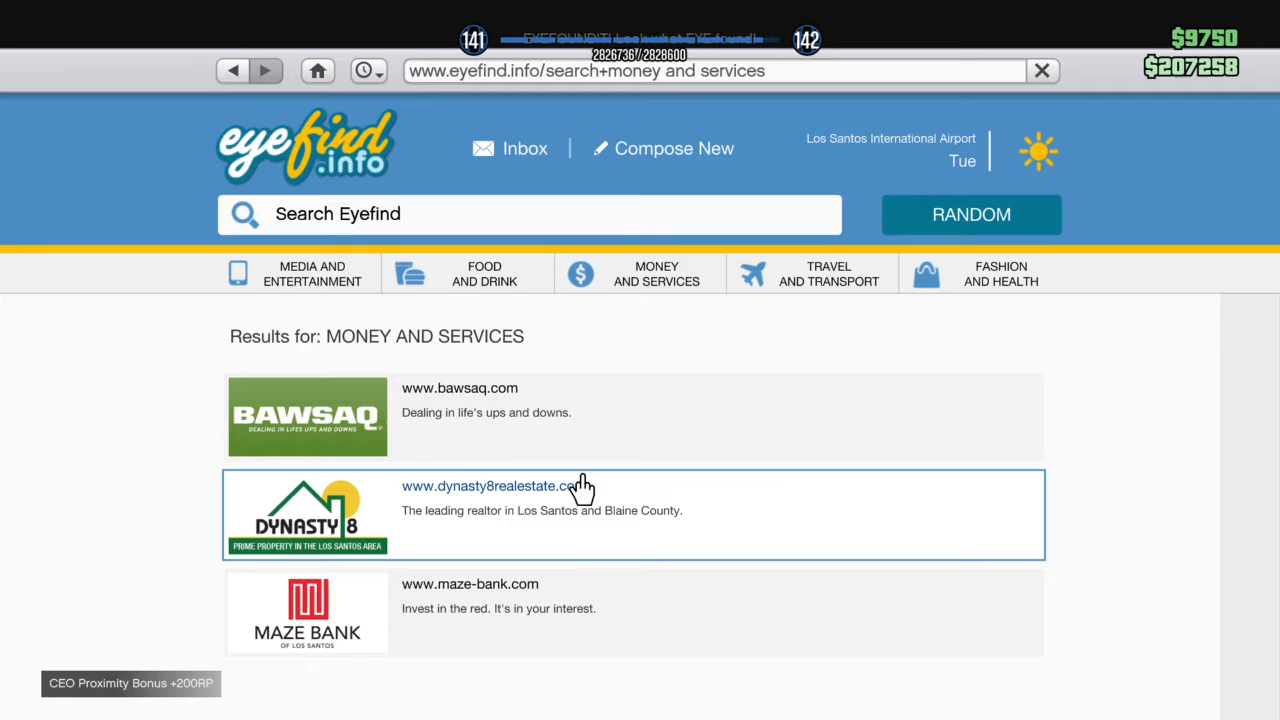 EYEFOUNDIT! Look what EYE found!
141
142
2826736/2828600
$9750
$207258
www.eyefind.info/search+money and services
eyefind
.info
Inbox
Compose New
Los Santos International Airport
Tue
Search Eyefind
RANDOM
MEDIA AND
ENTERTAINMENT
FOOD
AND DRINK
MONEY
AND SERVICES
TRAVEL
AND TRANSPORT
FASHION
AND HEALTH
Results for: MONEY AND SERVICES
BAWSAQ
DEALING IN LIFES UPS AND DOWNS
www.bawsaq.com
Dealing in life's ups and downs.
DYNASTY 8
PRIME PROPERTY IN THE LOS SANTOS AREA
www.dynasty8realestate.co
The leading realtor in Los Santos and Blaine County.
MAZE BANK
OF LOS SANTOS
www.maze-bank.com
Invest in the red. It's in your interest.
CEO Proximity Bonus +200RP